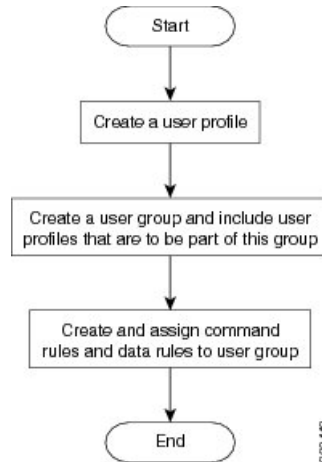 Start
Create a user profile
Create a user group and include user
profiles that are to be part of this group
Create and assign command
rules and data rules to user group
End